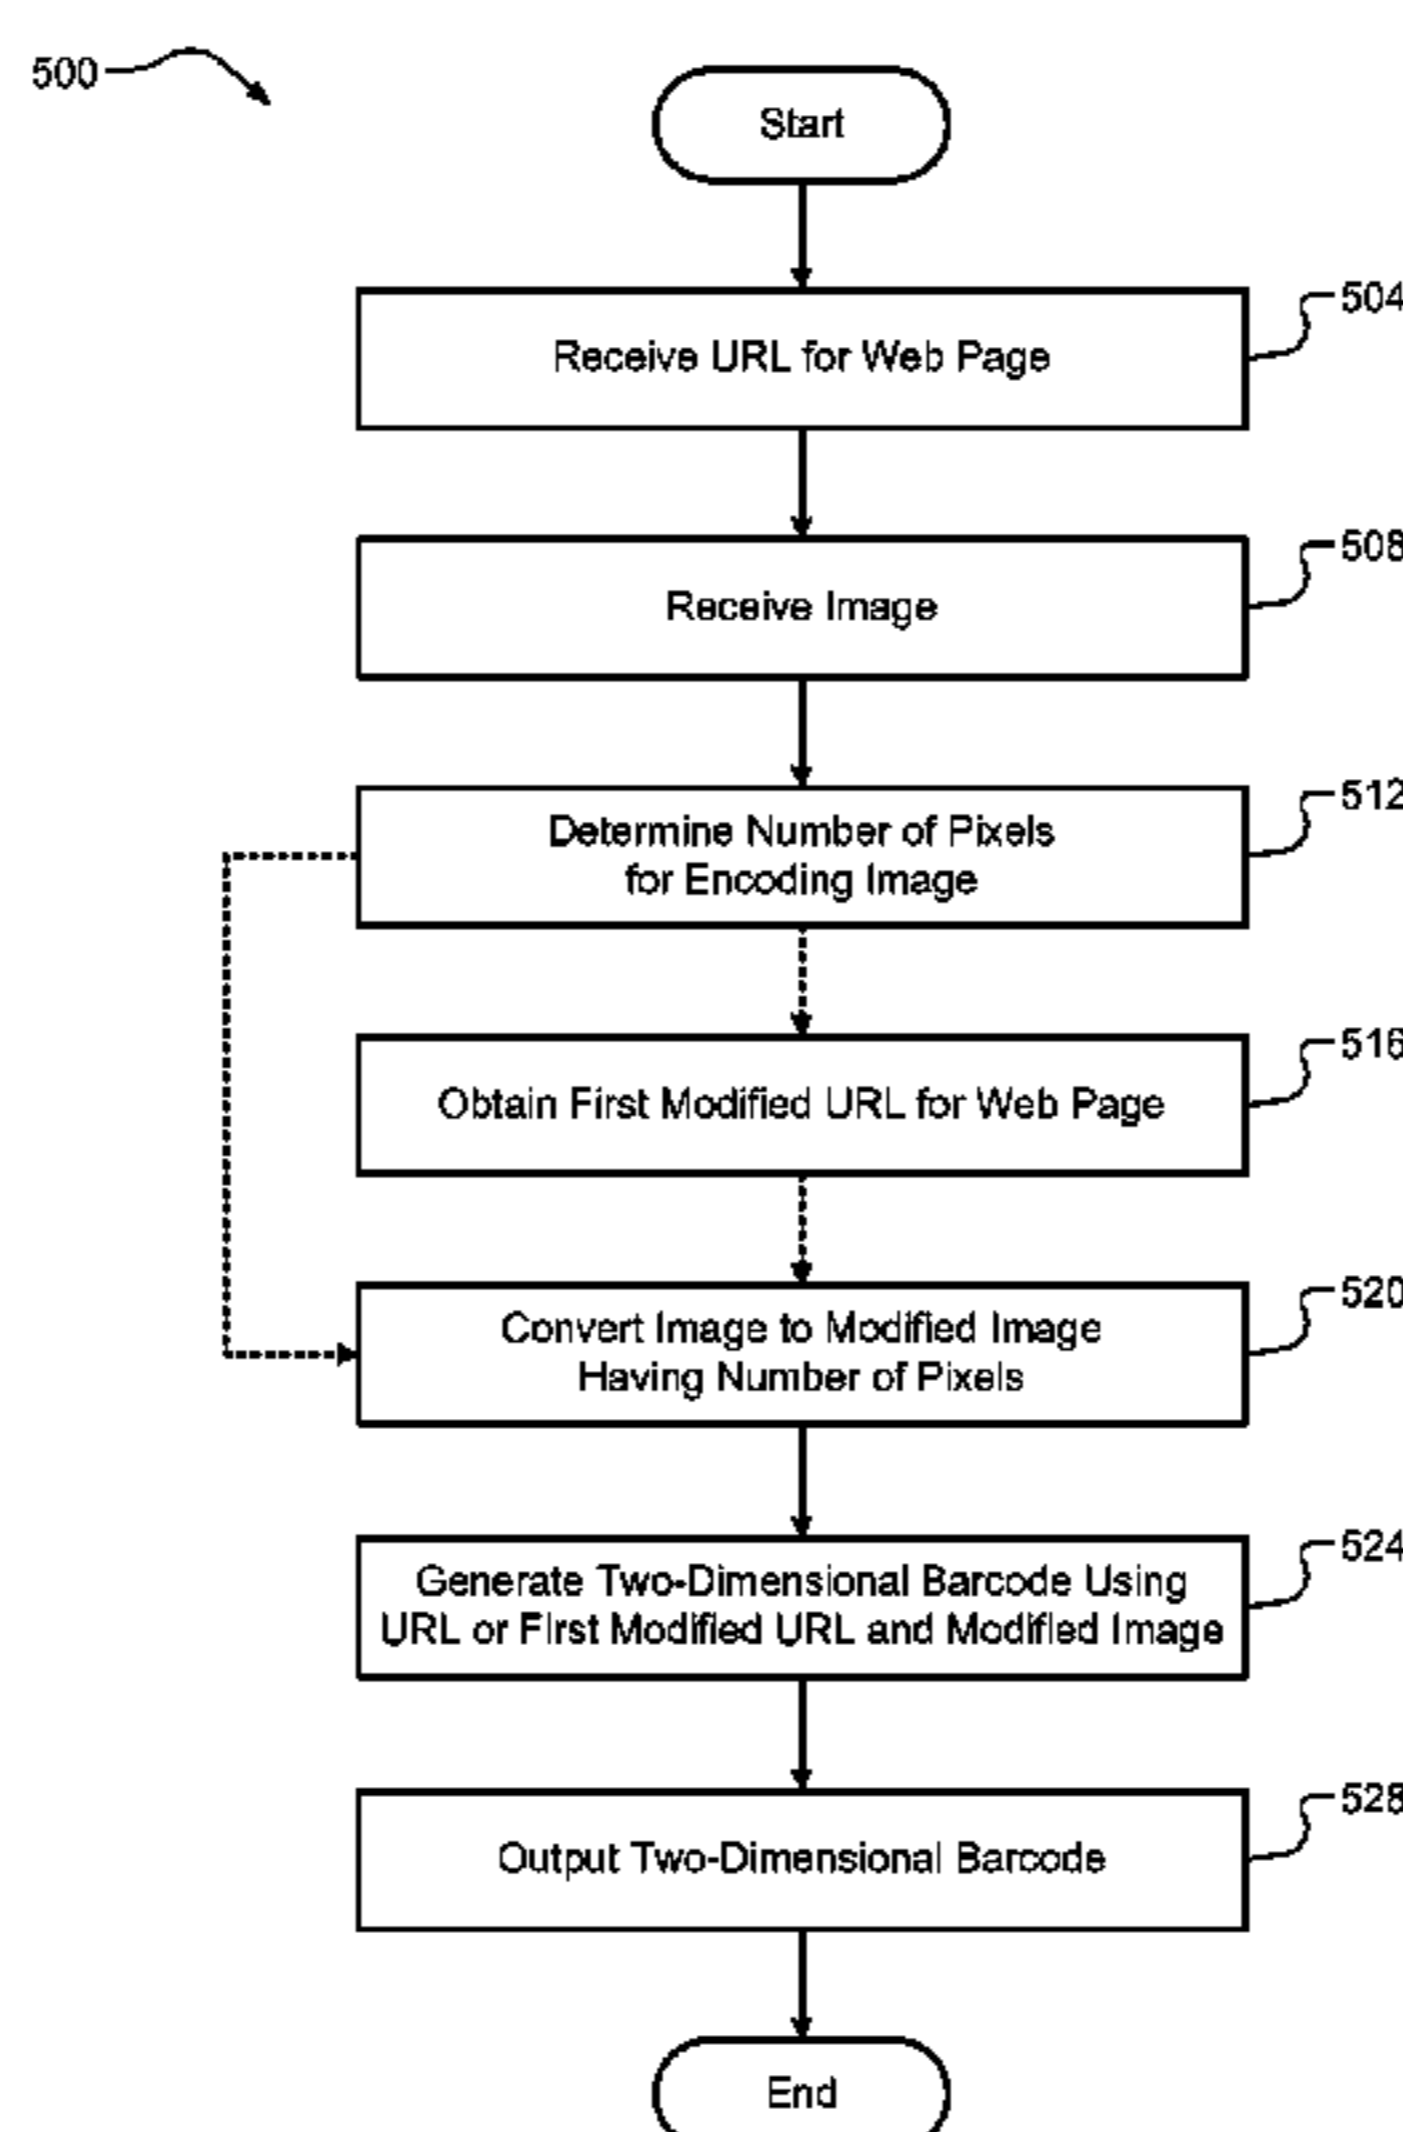 500
Start
504
Receive URL for Web Page
508
Receive Image
512
Determine Number of Pixels
for Encoding Image
516
Obtain First Modified URL for Web Page
520
Convert Image to Modified Image
Having Number of Pixels
524
Generate Two-Dimensional Barcode Using
URL or First Modified URL and Modified Image
528
Output Two-Dimensional Barcode
End